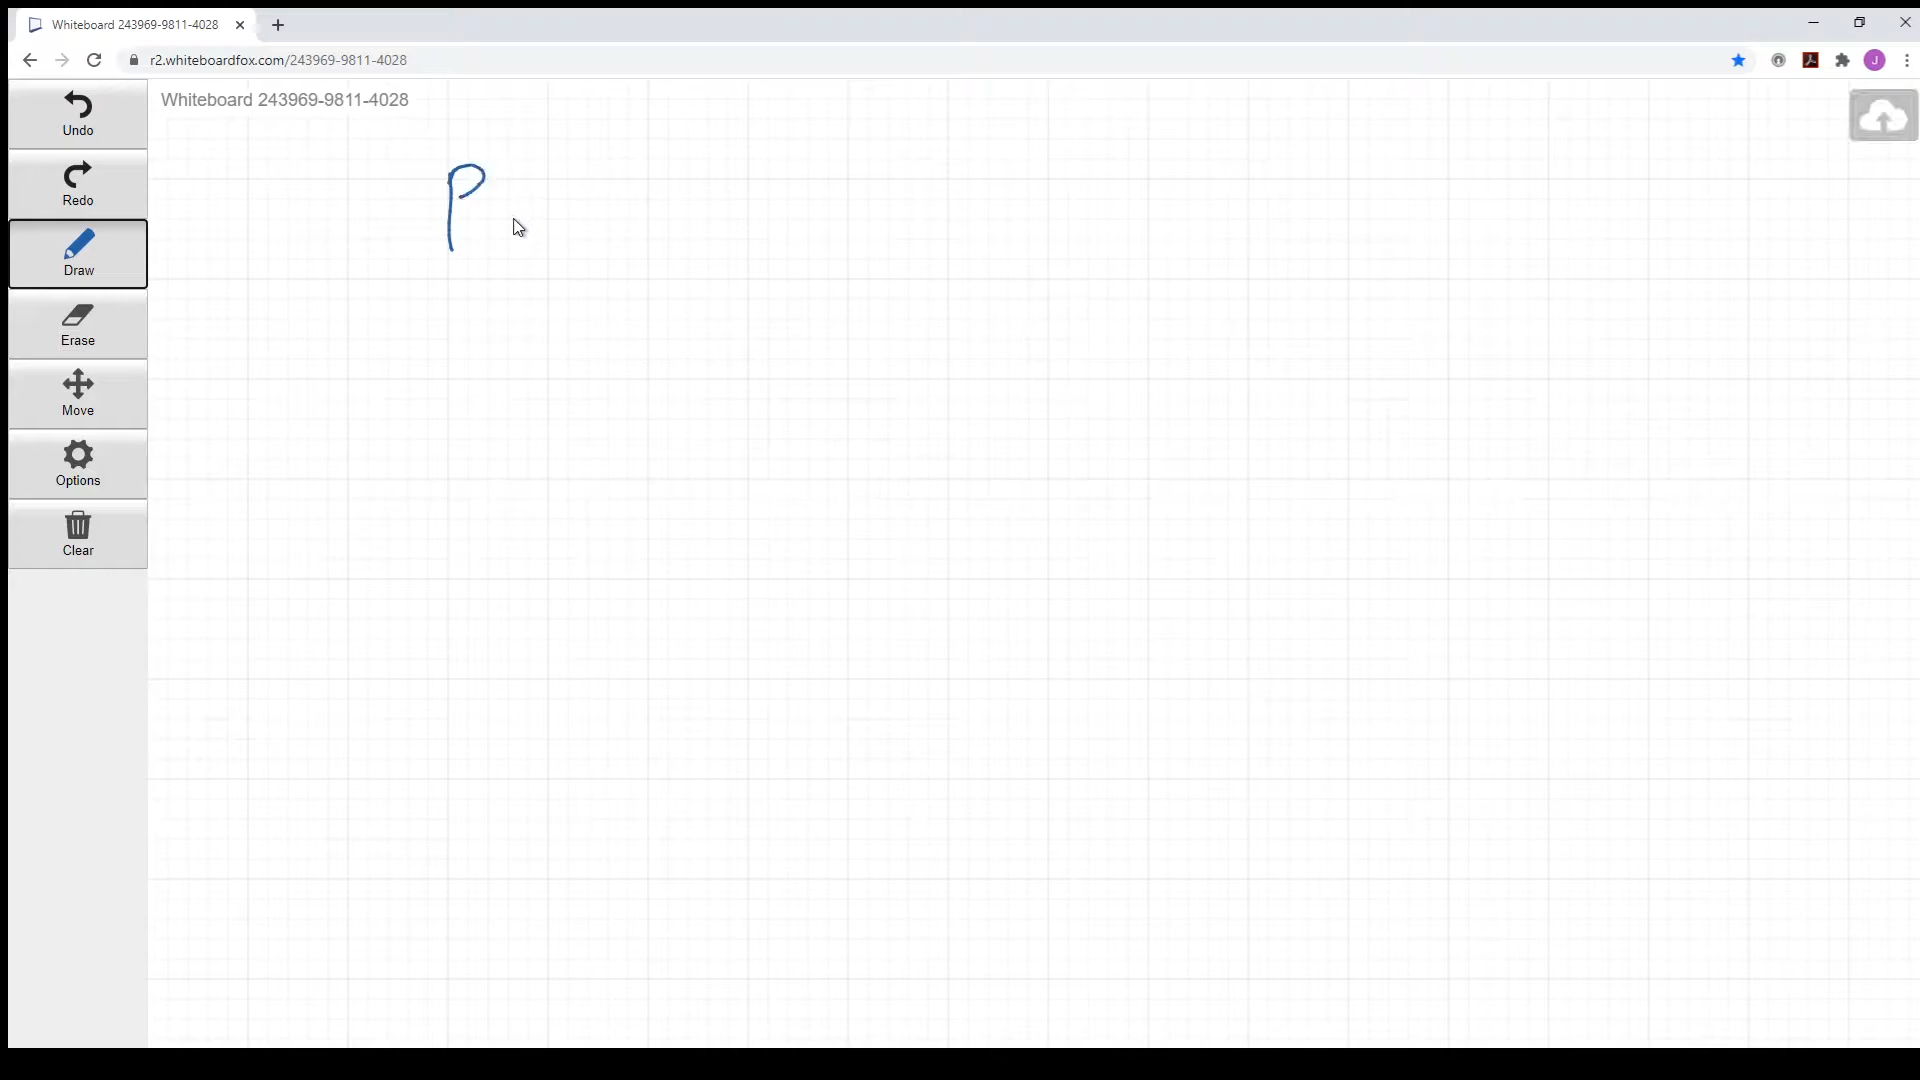 Whiteboard 243969-9811-4028
r2.whiteboardfox.com/243969-9811-4028
J
Whiteboard 243969-9811-4028
Undo
Redo
Draw
Erase
Move
Options
Clear
P